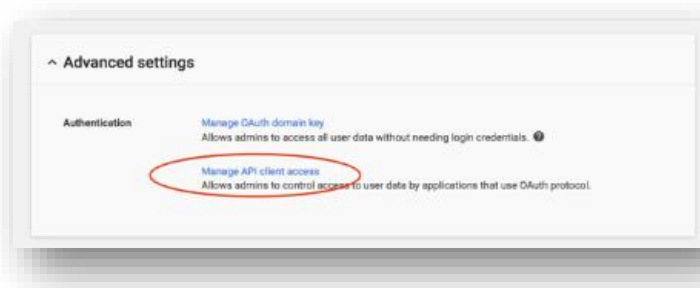 Advanced settings
Authentication
Manage OAuth domain key
Allows admins to access all user data without needing login credentials.
Manage API client access
Allows admins to control access to user data by applications that use OAuth protocol.